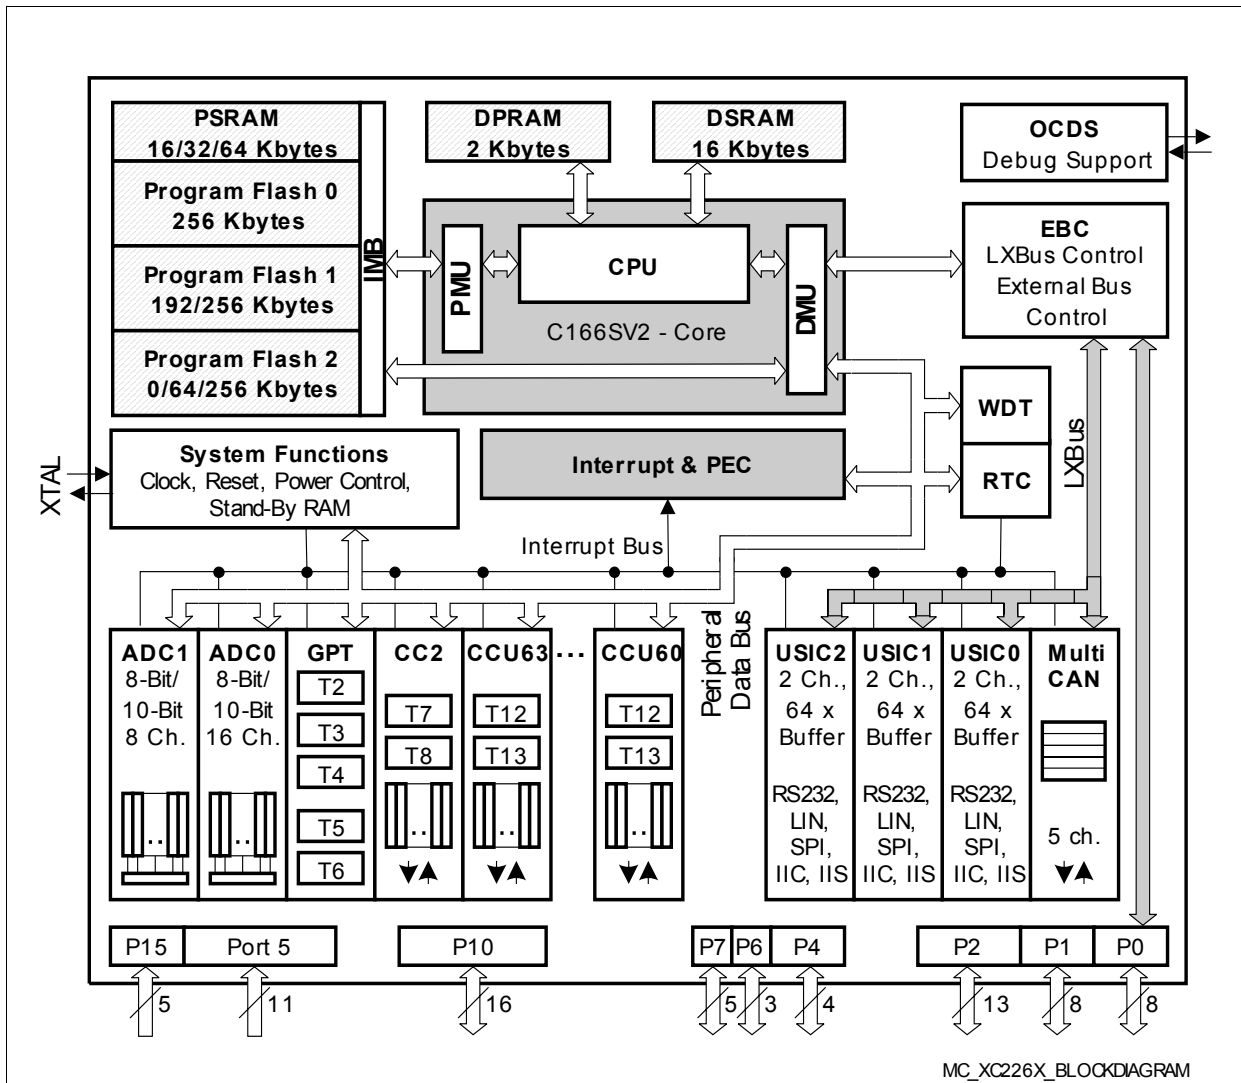 PSRAM
16/32/64 Kbytes
Program Flash 0
256 Kbytes
Program Flash 1
192/256 Kbytes
Program Flash 2
0/64/256 Kbytes
IMB
DPRAM
2 Kbytes
DSRAM
16 Kbytes
OCDS
Debug Support
PMU
CPU
DMU
C166SV2 - Core
EBC
LXBus Control
External Bus
Control
XTAL
System Functions
Clock, Reset, Power Control,
Stand-By RAM
Interrupt & PEC
WDT
RTC
LXBus
Interrupt Bus
Peripheral
Data Bus
ADC1
8-Bit/
10-Bit
8 Ch.
ADC0
8-Bit/
10-Bit
16 Ch.
GPT
T2
T3
T4
T5
T6
CC2
T7
T8
..
CCU63
T12
T13
..
...
CCU60
T12
T13
..
USIC2
2 Ch.,
64 x
Buffer
RS232,
LIN,
SPI,
IIC, IIS
USIC1
2 Ch.,
64 x
Buffer
RS232,
LIN,
SPI,
IIC, IIS
USIC0
2 Ch.,
64 x
Buffer
RS232,
LIN,
SPI,
IIC, IIS
Multi
CAN
5 ch.
P15
Port 5
P10
P7
P6
P4
P2
P1
P0
5
11
16
5
3
4
13
8
8
MC_XC226X_BLOCKDIAGRAM